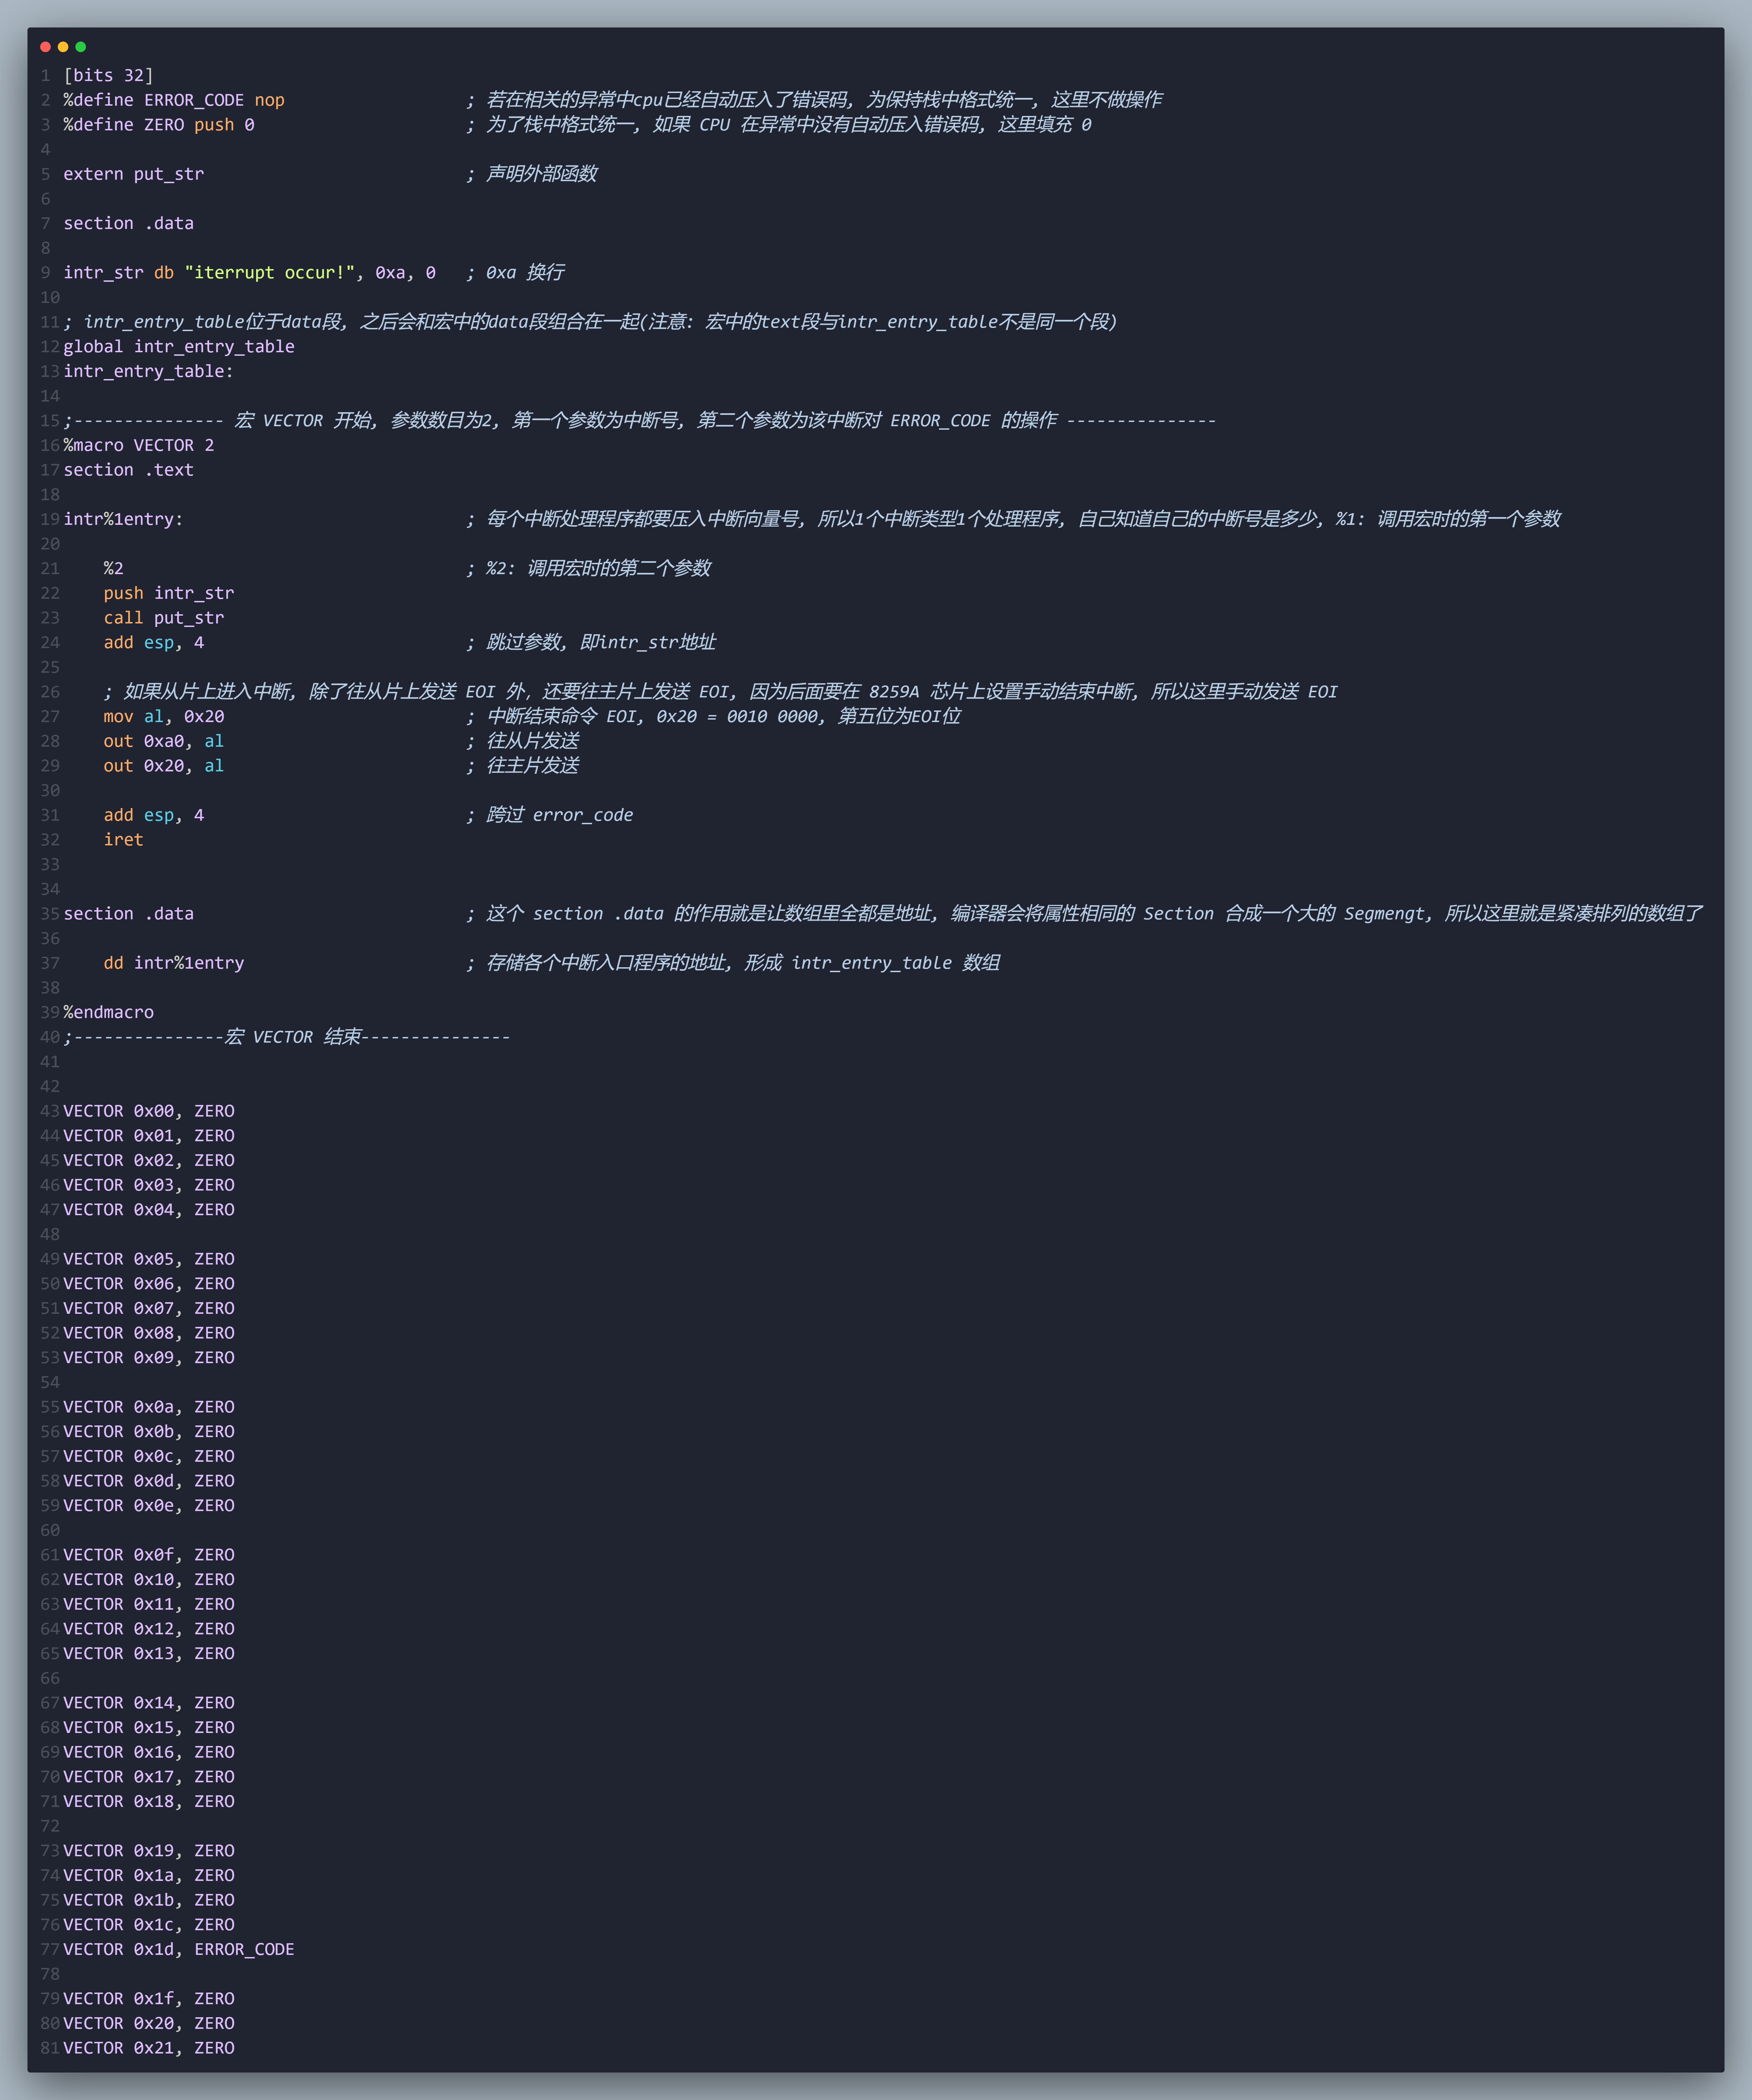 1 [bits 32]
2 %define ERROR_CODE nop ; 若在相关的异常中cpu已经自动压入了错误码, 为保持栈中格式统一, 这里不做操作
3 %define ZERO push 0 ; 为了栈中格式统一, 如果 CPU 在异常中没有自动压入错误码, 这里填充 0
4
5 extern put_str ; 声明外部函数
6
7 section .data
8
9 intr_str db "iterrupt occur!", 0xa, 0 ; 0xa 换行
10
11 ; intr_entry_table位于data段, 之后会和宏中的data段组合在一起(注意: 宏中的text段与intr_entry_table不是同一个段)
12 global intr_entry_table
13 intr_entry_table:
14
15 ;--------------- 宏 VECTOR 开始, 参数数目为2, 第一个参数为中断号, 第二个参数为该中断对 ERROR_CODE 的操作 ---------------
16 %macro VECTOR 2
17 section .text
18
19 intr%1entry: ; 每个中断处理程序都要压入中断向量号, 所以1个中断类型1个处理程序, 自己知道自己的中断号是多少, %1: 调用宏时的第一个参数
20
21     %2 ; %2: 调用宏时的第二个参数
22     push intr_str
23     call put_str
24     add esp, 4 ; 跳过参数, 即intr_str地址
25
26     ; 如果从片上进入中断, 除了往从片上发送 EOI 外, 还要往主片上发送 EOI, 因为后面要在 8259A 芯片上设置手动结束中断, 所以这里手动发送 EOI
27     mov al, 0x20 ; 中断结束命令 EOI, 0x20 = 0010 0000, 第五位为EOI位
28     out 0xa0, al ; 往从片发送
29     out 0x20, al ; 往主片发送
30
31     add esp, 4 ; 跨过 error_code
32     iret
33
34
35 section .data ; 这个 section .data 的作用就是让数组里全都是地址, 编译器会将属性相同的 Section 合成一个大的 Segmengt, 所以这里就是紧凑排列的数组了
36
37     dd intr%1entry ; 存储各个中断入口程序的地址, 形成 intr_entry_table 数组
38
39 %endmacro
40 ;---------------宏 VECTOR 结束---------------
41
42
43 VECTOR 0x00, ZERO
44 VECTOR 0x01, ZERO
45 VECTOR 0x02, ZERO
46 VECTOR 0x03, ZERO
47 VECTOR 0x04, ZERO
48
49 VECTOR 0x05, ZERO
50 VECTOR 0x06, ZERO
51 VECTOR 0x07, ZERO
52 VECTOR 0x08, ZERO
53 VECTOR 0x09, ZERO
54
55 VECTOR 0x0a, ZERO
56 VECTOR 0x0b, ZERO
57 VECTOR 0x0c, ZERO
58 VECTOR 0x0d, ZERO
59 VECTOR 0x0e, ZERO
60
61 VECTOR 0x0f, ZERO
62 VECTOR 0x10, ZERO
63 VECTOR 0x11, ZERO
64 VECTOR 0x12, ZERO
65 VECTOR 0x13, ZERO
66
67 VECTOR 0x14, ZERO
68 VECTOR 0x15, ZERO
69 VECTOR 0x16, ZERO
70 VECTOR 0x17, ZERO
71 VECTOR 0x18, ZERO
72
73 VECTOR 0x19, ZERO
74 VECTOR 0x1a, ZERO
75 VECTOR 0x1b, ZERO
76 VECTOR 0x1c, ZERO
77 VECTOR 0x1d, ERROR_CODE
78
79 VECTOR 0x1f, ZERO
80 VECTOR 0x20, ZERO
81 VECTOR 0x21, ZERO